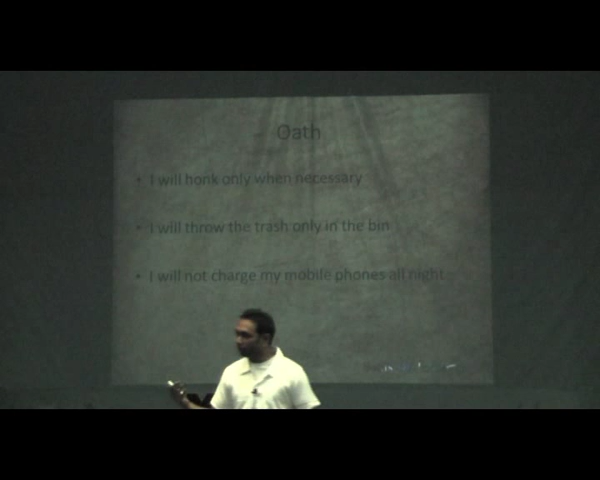 Oath
• I will honk only when necessary
• I will throw the trash only in the bin
• I will not charge my mobile phones all night